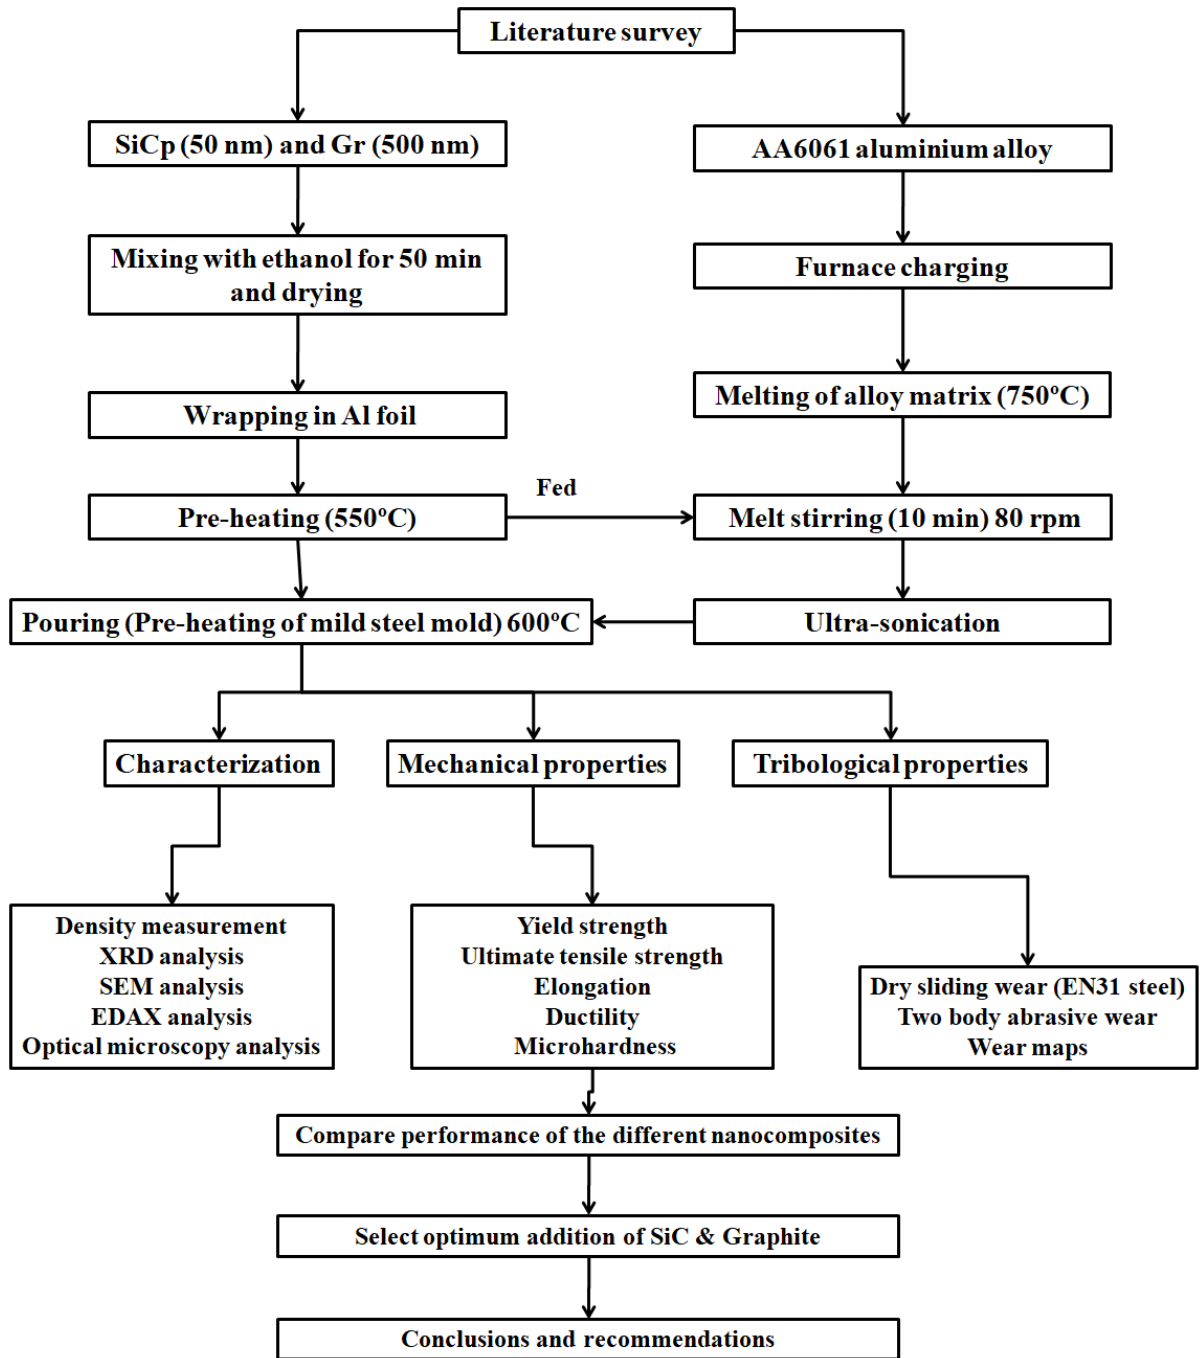 Literature survey
SiCp (50 nm) and Gr (500 nm)
AA6061 aluminium alloy
Mixing with ethanol for 50 min
and drying
Furnace charging
Wrapping in Al foil
Melting of alloy matrix (750ºC)
Pre-heating (550ºC)
Fed
Melt stirring (10 min) 80 rpm
Pouring (Pre-heating of mild steel mold) 600ºC
Ultra-sonication
Characterization
Mechanical properties
Tribological properties
Density measurement
XRD analysis
SEM analysis
EDAX analysis
Optical microscopy analysis
Yield strength
Ultimate tensile strength
Elongation
Ductility
Microhardness
Dry sliding wear (EN31 steel)
Two body abrasive wear
Wear maps
Compare performance of the different nanocomposites
Select optimum addition of SiC & Graphite
Conclusions and recommendations